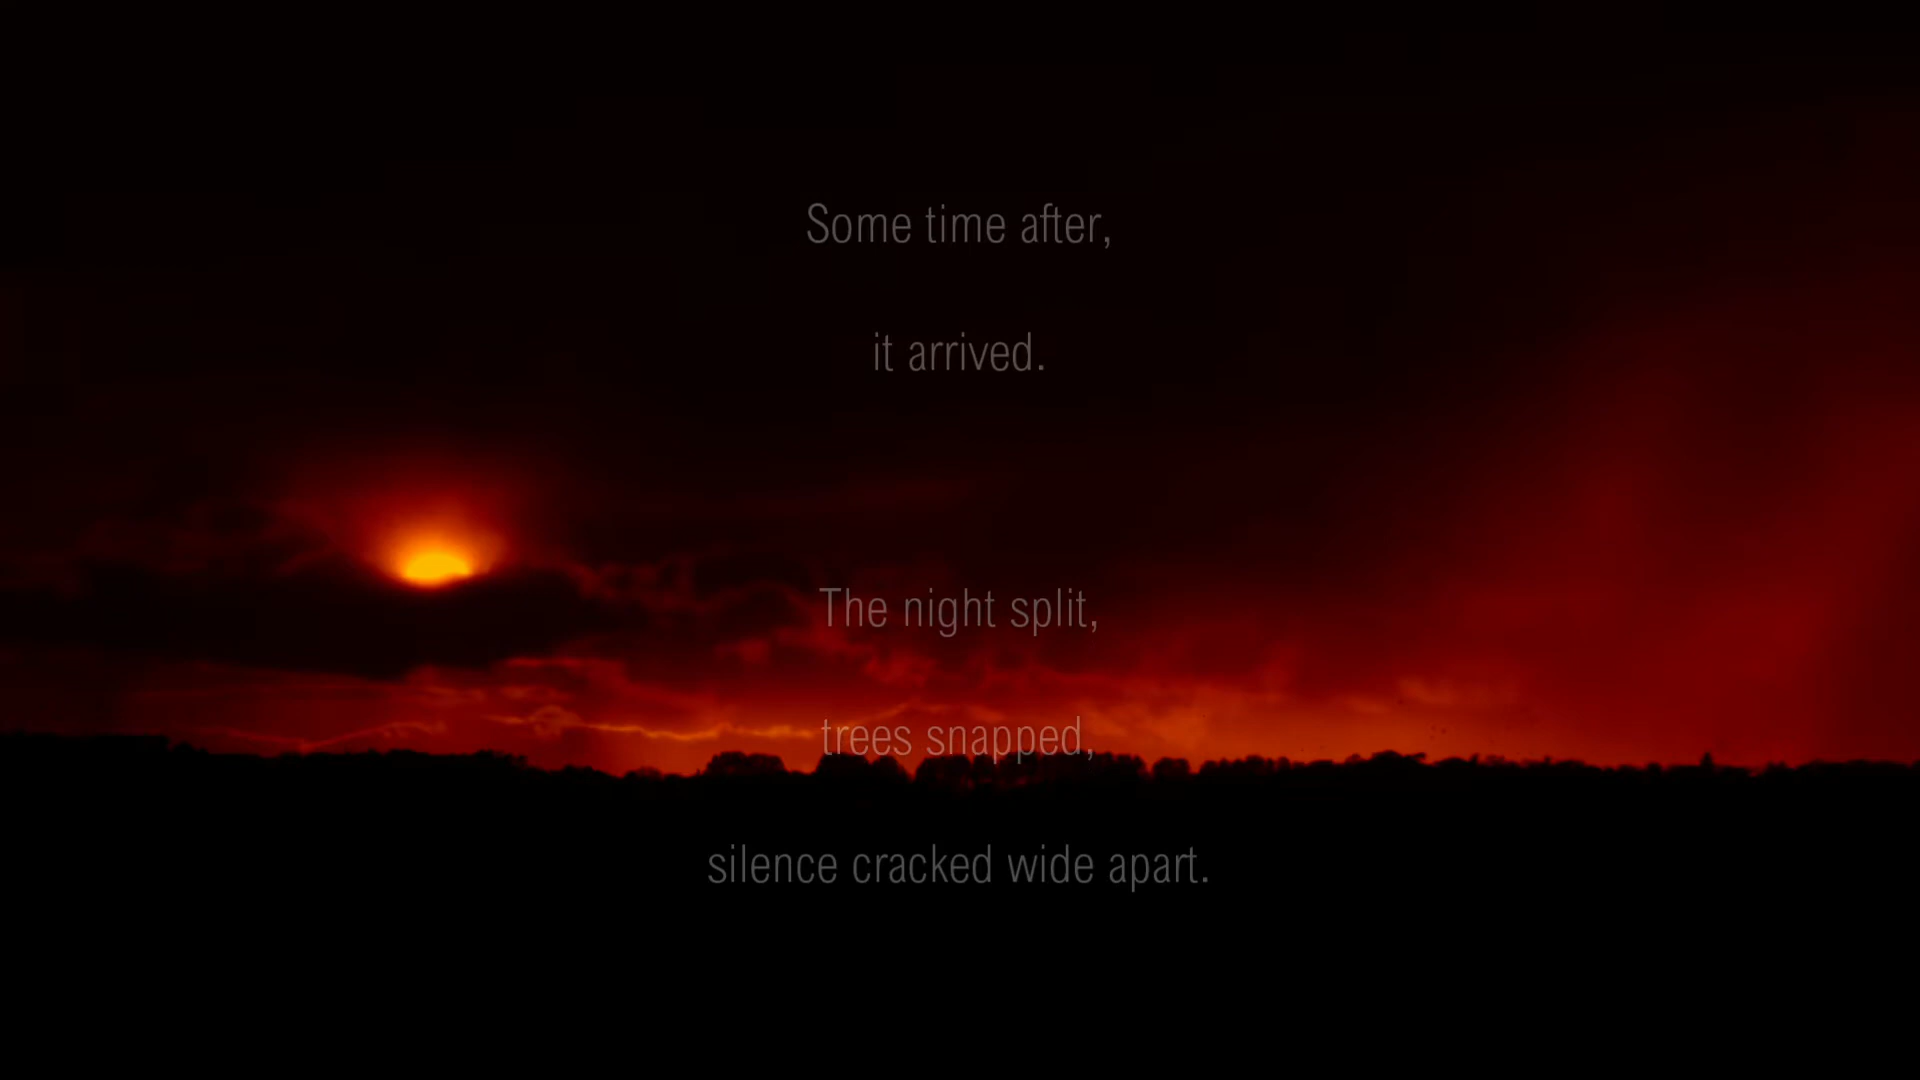 Some time after,
it arrived.
The night split,
trees snapped,
silence cracked wide apart.